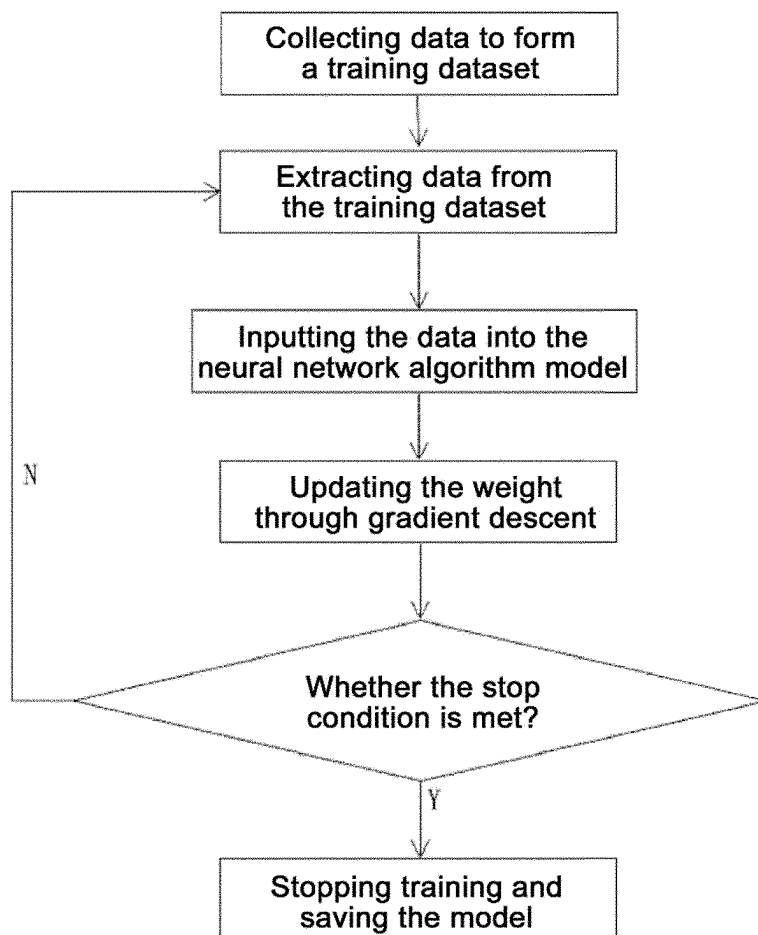 Collecting data to form
a training dataset
Extracting data from
the training dataset
Inputting the data into the
neural network algorithm model
N
Updating the weight
through gradient descent
Whether the stop
condition is met?
Y
Stopping training and
saving the model